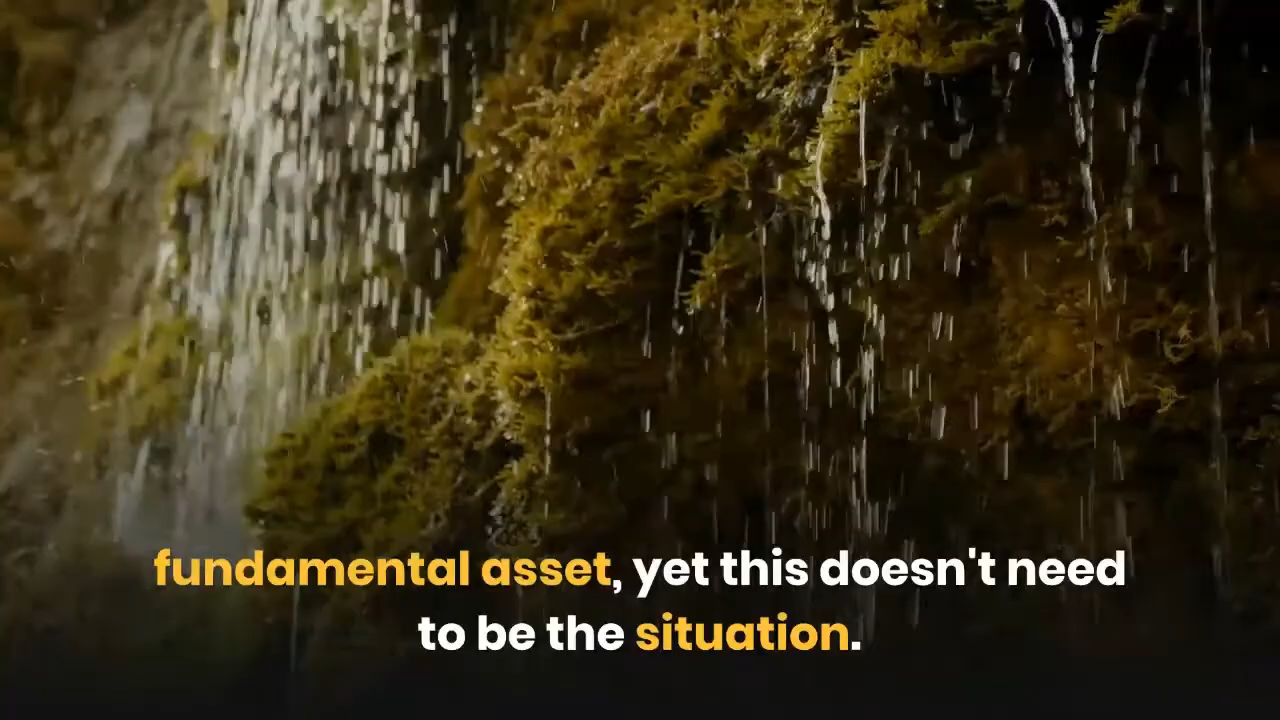 fundamental asset, yet this doesn't need
to be the situation.